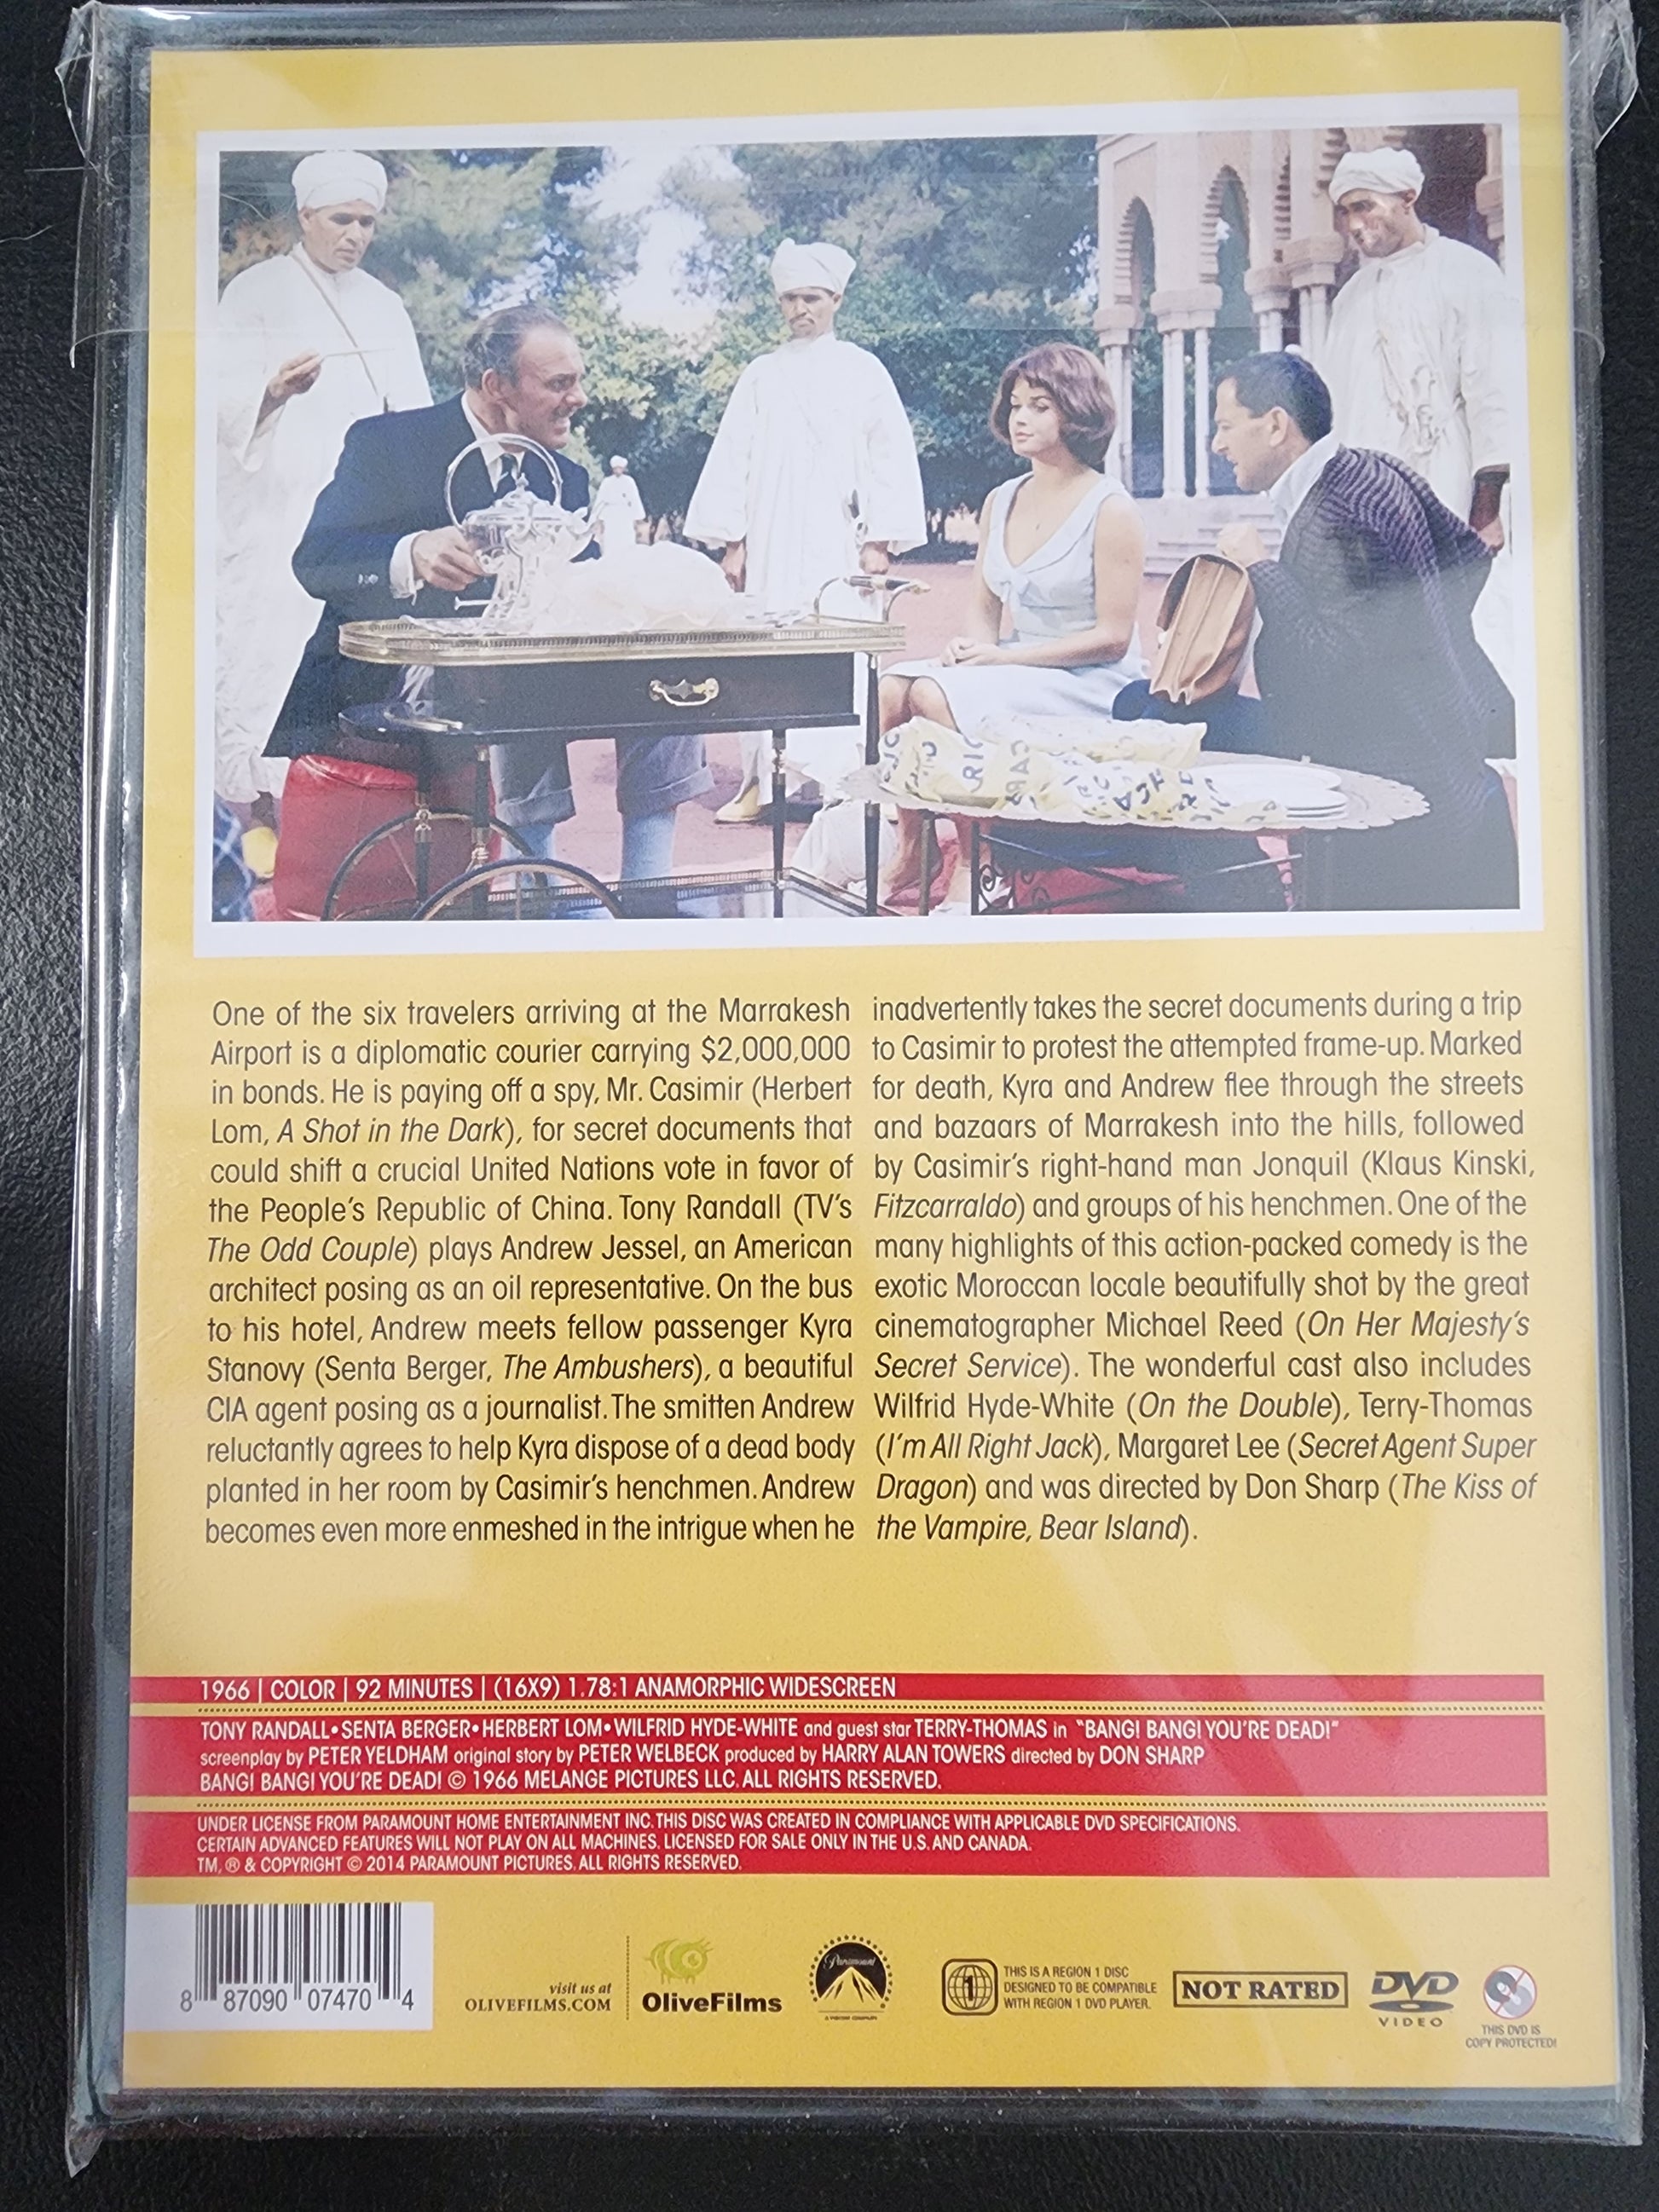 One of the six travelers arriving at the Marrakesh
Airport is a diplomatic courier carrying $2,000,000
in bonds. He is paying off a spy, Mr. Casimir (Herbert
Lom, A Shot in the Dark), for secret documents that
could shift a crucial United Nations vote in favor of
the People's Republic of China. Tony Randall (TV's
The Odd Couple) plays Andrew Jessel, an American
architect posing as an oil representative. On the bus
to his hotel, Andrew meets fellow passenger Kyra
Stanovy (Senta Berger, The Ambushers), a beautiful
CIA agent posing as a journalist. The smitten Andrew
reluctantly agrees to help Kyra dispose of a dead body
planted in her room by Casimir's henchmen. Andrew
becomes even more enmeshed in the intrigue when he
inadvertently takes the secret documents during a trip
to Casimir to protest the attempted frame-up. Marked
for death, Kyra and Andrew flee through the streets
and bazaars of Marrakesh into the hills, followed
by Casimir's right-hand man Jonquil (Klaus Kinski,
Fitzcarraldo) and groups of his henchmen. One of the
many highlights of this action-packed comedy is the
exotic Moroccan locale beautifully shot by the great
cinematographer Michael Reed (On Her Majesty's
Secret Service). The wonderful cast also includes
Wilfrid Hyde-White (On the Double), Terry-Thomas
(I'm All Right Jack), Margaret Lee (Secret Agent Super
Dragon) and was directed by Don Sharp (The Kiss of
the Vampire, Bear Island).
1966 | COLOR | 92 MINUTES | (16X9) 1.78:1 ANAMORPHIC WIDESCREEN
TONY RANDALL•SENTA BERGER•HERBERT LOM•WILFRID HYDE-WHITE and guest star TERRY-THOMAS in "BANG! BANG! YOU'RE DEAD!"
screenplay by PETER YELDHAM original story by PETER WELBECK produced by HARRY ALAN TOWERS directed by DON SHARP
BANG! BANG! YOU'RE DEAD! © 1966 MELANGE PICTURES LLC. ALL RIGHTS RESERVED.
UNDER LICENSE FROM PARAMOUNT HOME ENTERTAINMENT INC. THIS DISC WAS CREATED IN COMPLIANCE WITH APPLICABLE DVD SPECIFICATIONS.
CERTAIN ADVANCED FEATURES WILL NOT PLAY ON ALL MACHINES. LICENSED FOR SALE ONLY IN THE U.S. AND CANADA.
TM, ® & COPYRIGHT © 2014 PARAMOUNT PICTURES. ALL RIGHTS RESERVED.
8 87090 07470 4
visit us at
OLIVEFILMS.COM
OliveFilms
Paramount
A VIACOM COMPANY
1
THIS IS A REGION 1 DISC
DESIGNED TO BE COMPATIBLE
WITH REGION 1 DVD PLAYER.
NOT RATED
DVD
VIDEO
THIS DVD IS
COPY PROTECTED!